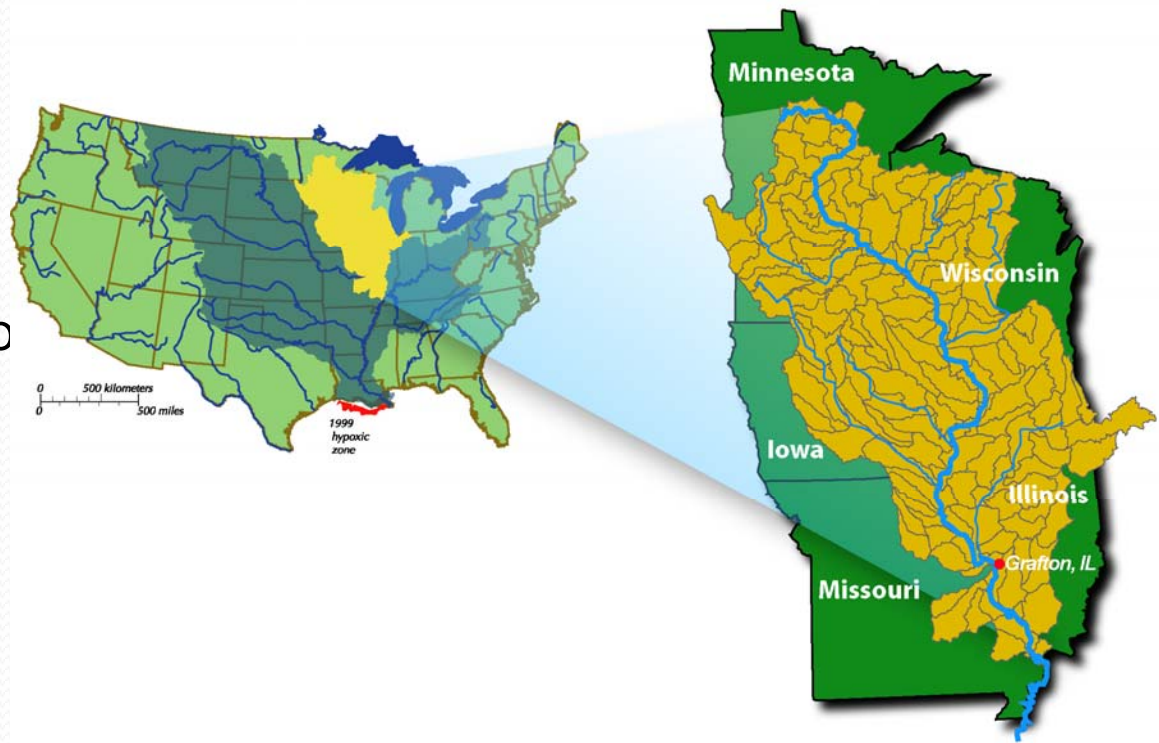 Minnesota
Wisconsin
Iowa
Illinois
Grafton, IL
Missouri
0 500 kilometers
0 500 miles
1999
hypoxic
zone